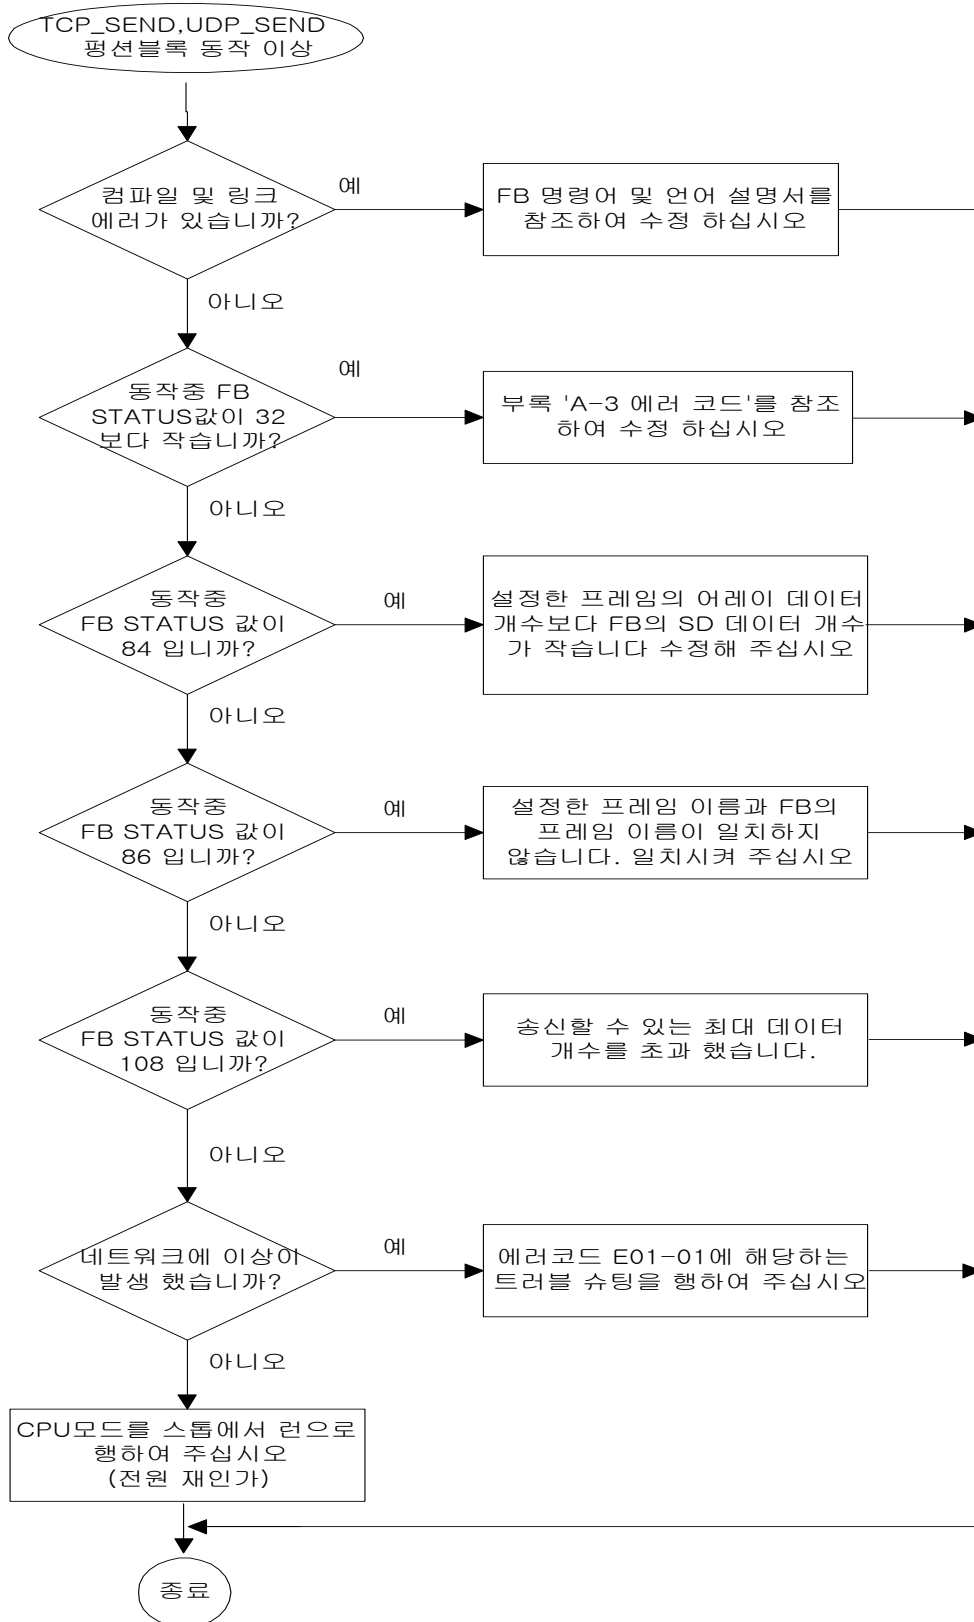 TCP_SEND,UDP_SEND
펑션블록 동작 이상
컴파일 및 링크
에러가 있습니까?
예
FB 명령어 및 언어 설명서를
참조하여 수정 하십시오
아니오
동작중 FB
STATUS값이 32
보다 작습니까?
예
부록 'A-3 에러 코드'를 참조
하여 수정 하십시오
아니오
동작중
FB STATUS 값이
84 입니까?
예
설정한 프레임의 어레이 데이터
개수보다 FB의 SD 데이터 개수
가 작습니다 수정해 주십시오
아니오
동작중
FB STATUS 값이
86 입니까?
예
설정한 프레임 이름과 FB의
프레임 이름이 일치하지
않습니다. 일치시켜 주십시오
아니오
동작중
FB STATUS 값이
108 입니까?
예
송신할 수 있는 최대 데이터
개수를 초과 했습니다.
아니오
네트워크에 이상이
발생 했습니까?
예
에러코드 E01-01에 해당하는
트러블 슈팅을 행하여 주십시오
아니오
CPU모드를 스톱에서 런으로
행하여 주십시오
(전원 재인가)
종료